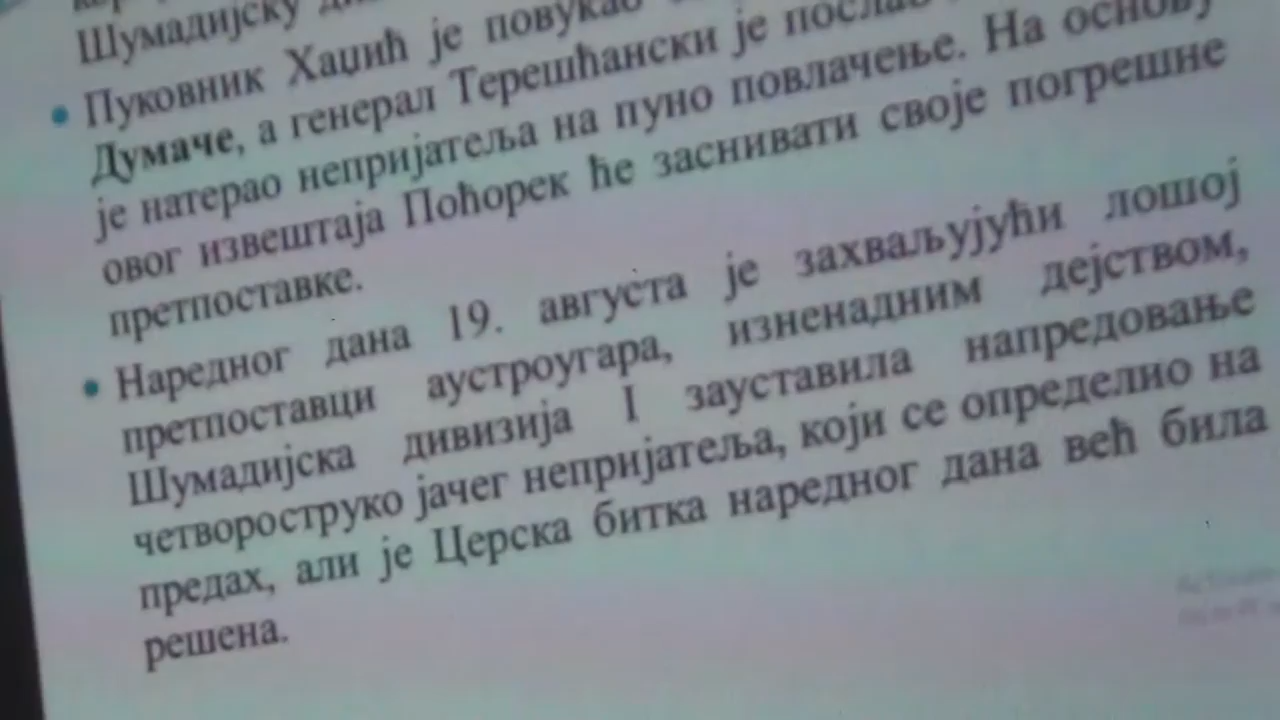 Шумадијску
• Пуковник Хаџић је повукао
Думаче, а генерал Терешћански је послао
је натерао непријатеља на пуно повлачење. На основу
овог извештаја Поћорек ће заснивати своје погрешне
претпоставке.
• Наредног дана 19. августа је захваљујући лошој
претпоставци аустроугара, изненадним дејством,
Шумадијска дивизија I зауставила напредовање
четвороструко јачег непријатеља, који се определио на
предах, али је Церска битка наредног дана већ била
решена.